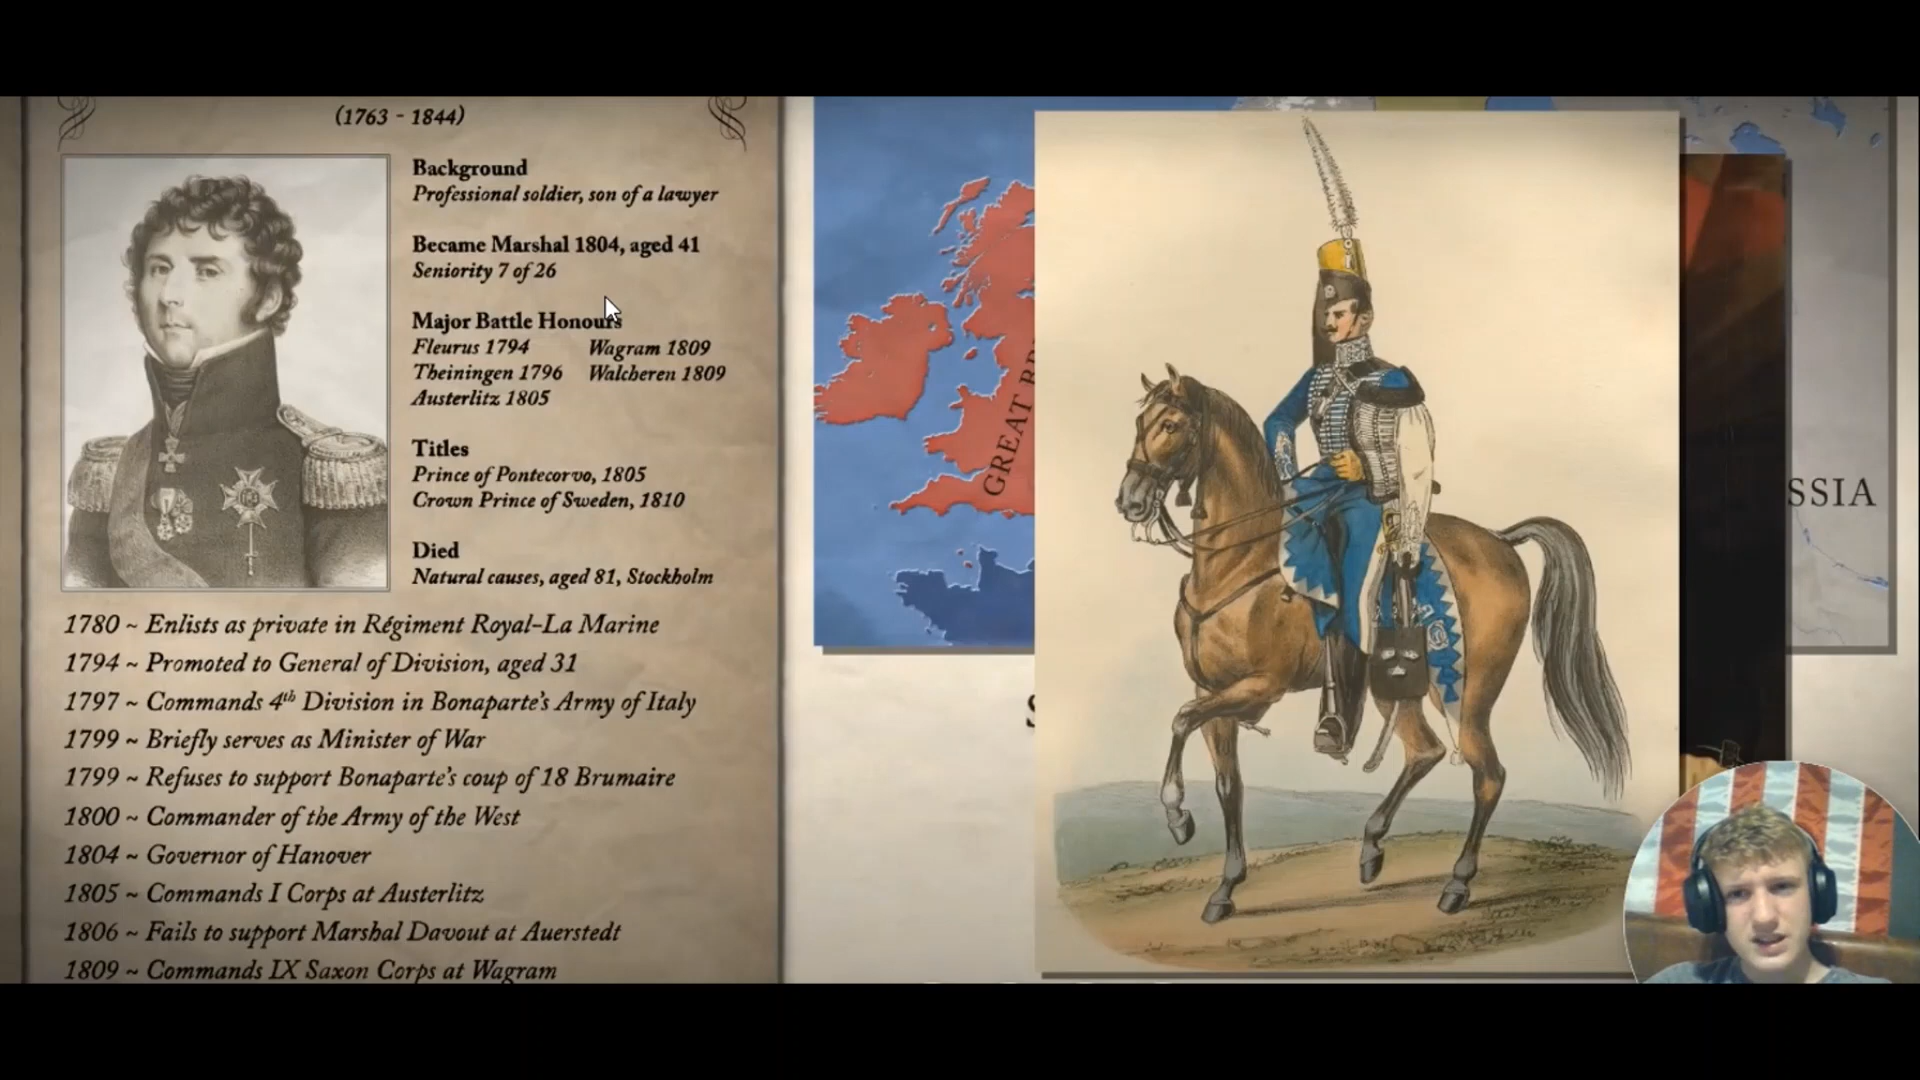 (1763 - 1844)
Background
Professional soldier, son of a lawyer
Became Marshal 1804, aged 41
Seniority 7 of 26
Major Battle Honours
Fleurus 1794 Wagram 1809
Theiningen 1796 Walcheren 1809
Austerlitz 1805
Titles
Prince of Pontecorvo, 1805
Crown Prince of Sweden, 1810
Died
Natural causes, aged 81, Stockholm
1780 ~ Enlists as private in Régiment Royal-La Marine
1794 ~ Promoted to General of Division, aged 31
1797 ~ Commands 4th Division in Bonaparte's Army of Italy
1799 ~ Briefly serves as Minister of War
1799 ~ Refuses to support Bonaparte's coup of 18 Brumaire
1800 ~ Commander of the Army of the West
1804 ~ Governor of Hanover
1805 ~ Commands I Corps at Austerlitz
1806 ~ Fails to support Marshal Davout at Auerstedt
1809 ~ Commands IX Saxon Corps at Wagram
GREAT BR
SSIA